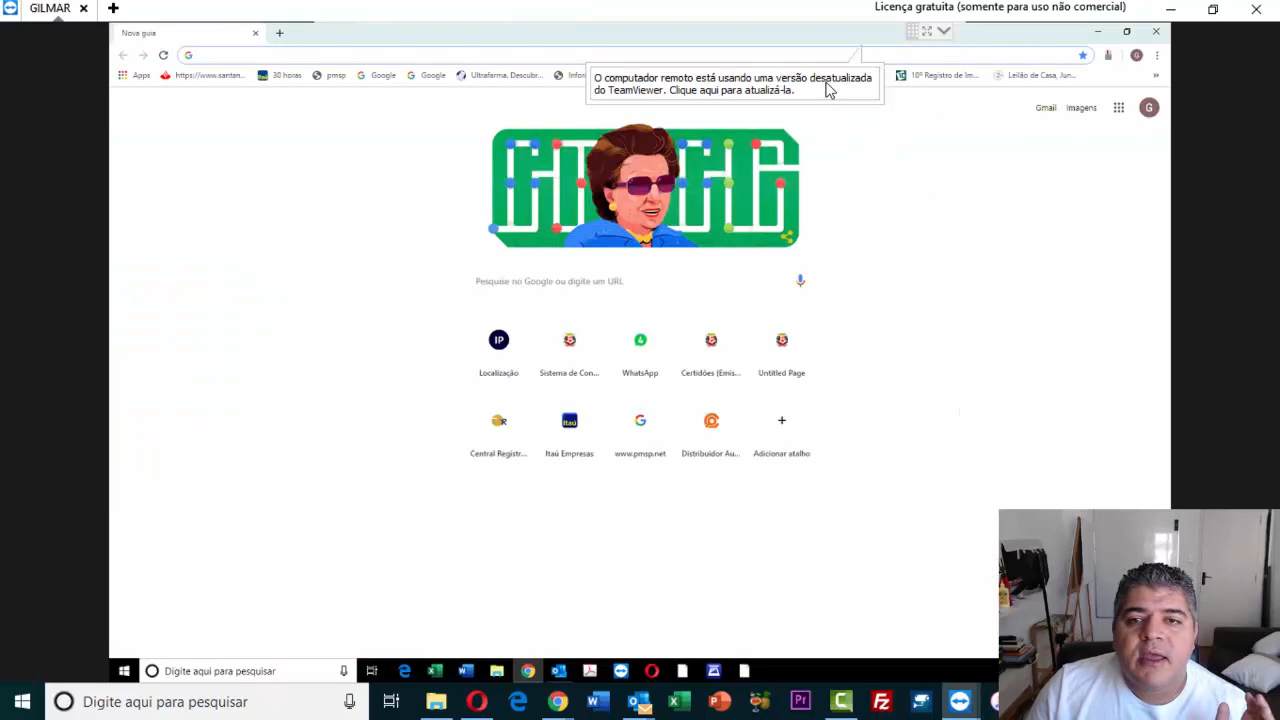 GILMAR
Licença gratuita (somente para uso não comercial)
Nova guia
Apps
https://www.santan...
30 horas
pmsp
Google
Google
Ultrafarma. Descubr...
Infor
10º Registro de Im...
Leilão de Casa, Jun...
O computador remoto está usando uma versão desatualizada
do TeamViewer. Clique aqui para atualizá-la.
Gmail
Imagens
G
Pesquise no Google ou digite um URL
IP
4
Localização
Sistema de Con...
WhatsApp
Certidões (Emis...
Untitled Page
Itaú
Central Registr...
Itaú Empresas
www.pmsp.net
Distribuidor Au...
Adicionar atalho
Digite aqui para pesquisar
Digite aqui para pesquisar